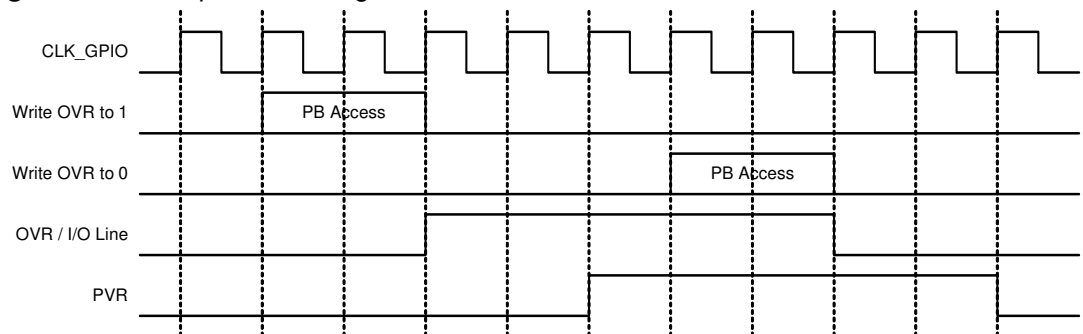 CLK_GPIO
Write OVR to 1
PB Access
Write OVR to 0
PB Access
OVR / I/O Line
PVR